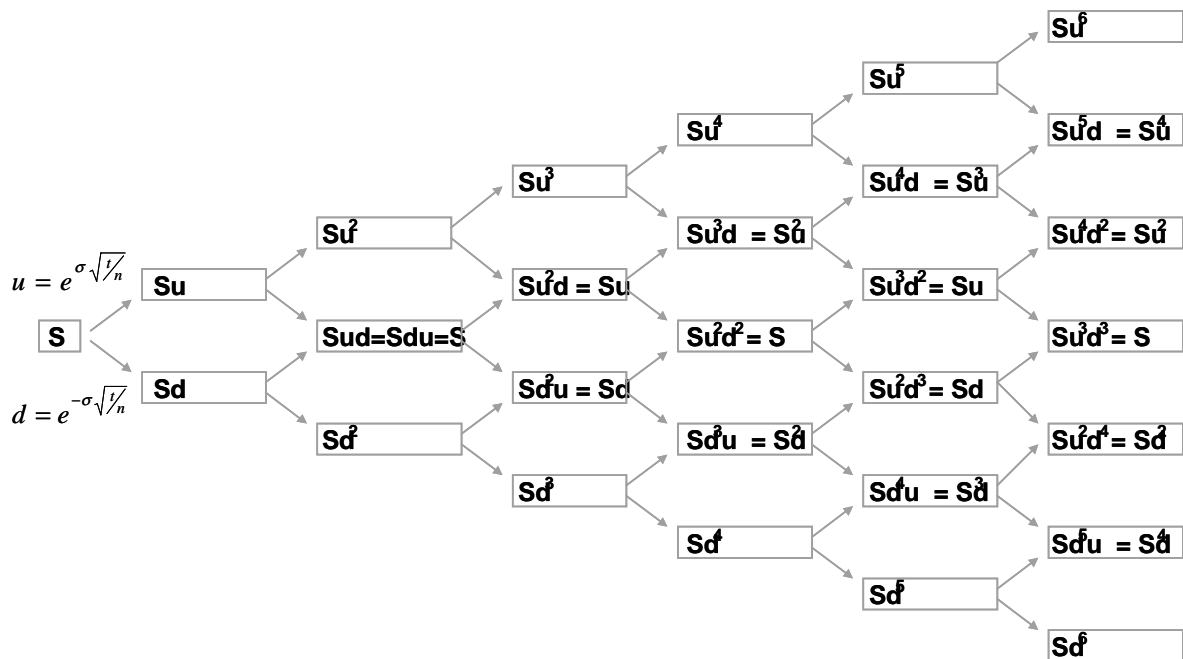 Su⁶
Su⁵
Su⁴
Su⁵d = Su⁴
Su³
Su⁴d = Su³
Su²
Su³d = Su²
Su⁴d² = Su²
u = e^{σ√(t/n)}
Su
Su²d = Su
Su³d² = Su
S
Sud=Sdu=S
Su²d² = S
Su³d³ = S
Sd
Sd²u = Sd
Su²d³ = Sd
d = e^{-σ√(t/n)}
Sd²
Sd³u = Sd²
Su²d⁴ = Sd²
Sd³
Sd⁴u = Sd³
Sd⁴
Sd⁵u = Sd⁴
Sd⁵
Sd⁶